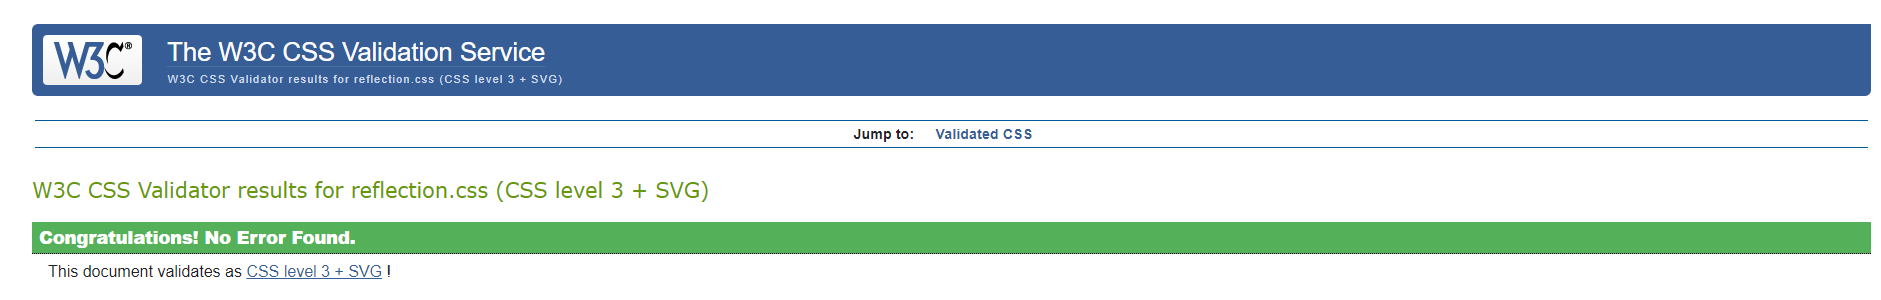 W3C®
The W3C CSS Validation Service
W3C CSS Validator results for reflection.css (CSS level 3 + SVG)
Jump to: Validated CSS
W3C CSS Validator results for reflection.css (CSS level 3 + SVG)
Congratulations! No Error Found.
This document validates as CSS level 3 + SVG !